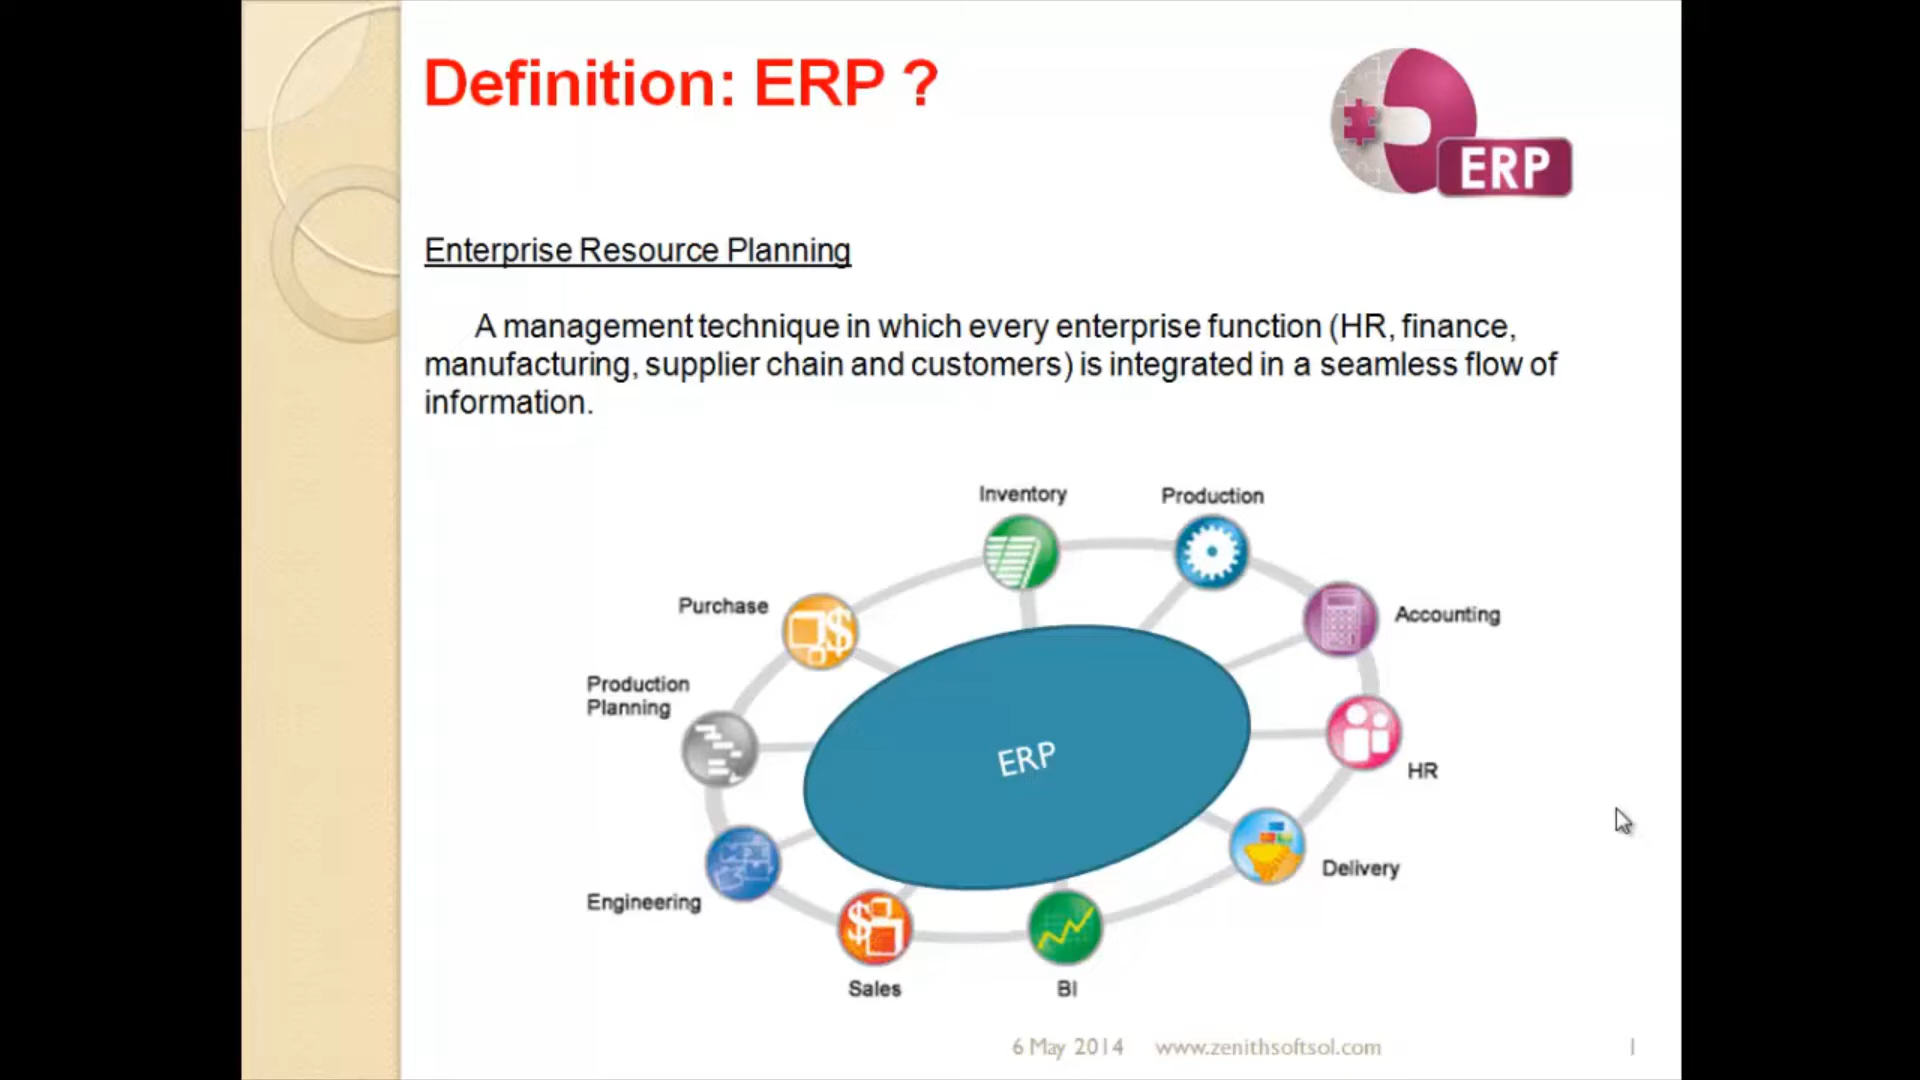 Definition: ERP ?
ERP
Enterprise Resource Planning
A management technique in which every enterprise function (HR, finance,
manufacturing, supplier chain and customers) is integrated in a seamless flow of
information.
Inventory
Production
Purchase
Accounting
Production
Planning
ERP
HR
Delivery
Engineering
Sales
BI
6 May 2014 www.zenithsoftsol.com 1